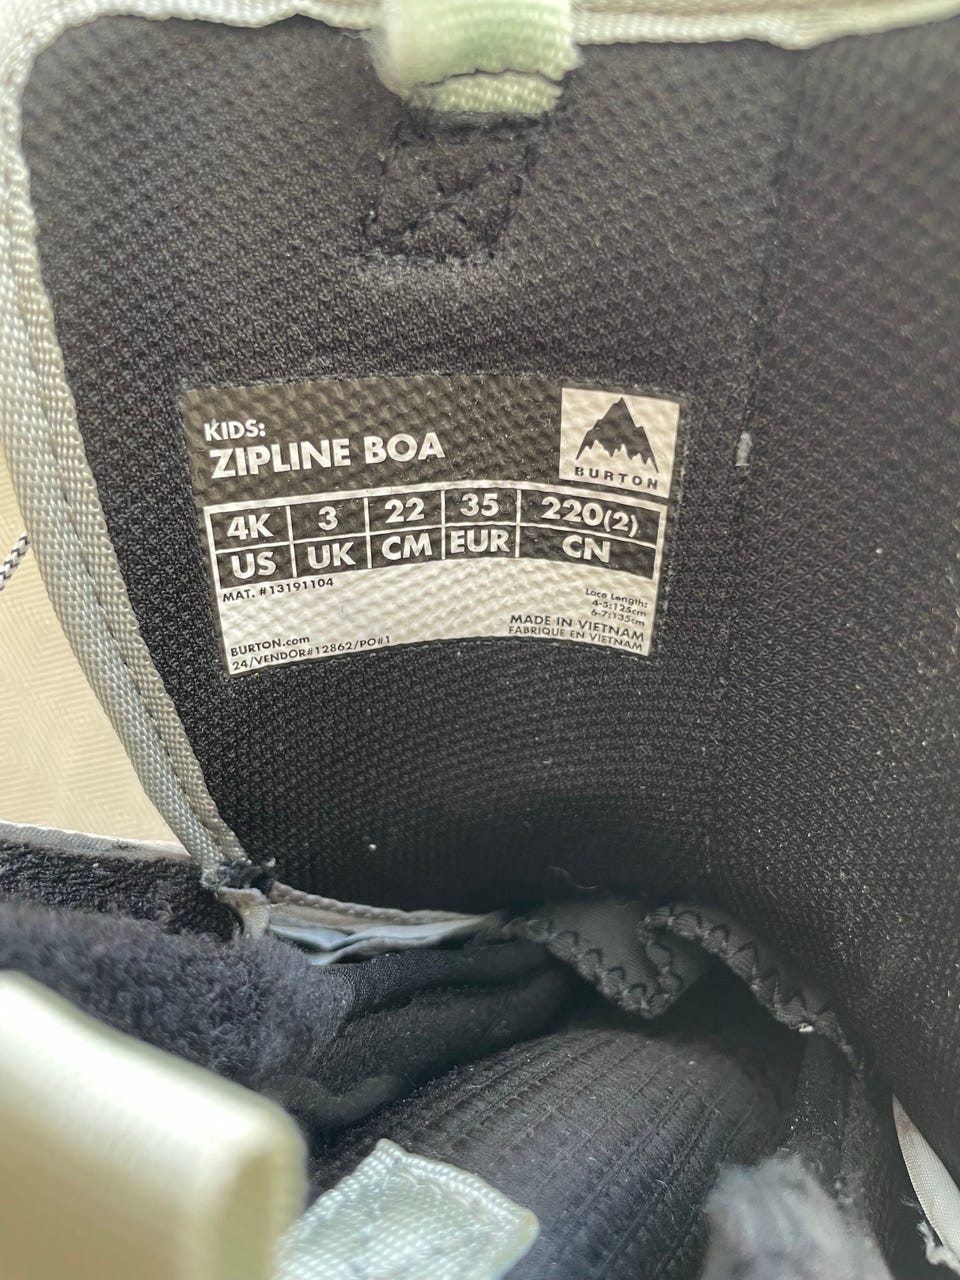 KIDS:
ZIPLINE BOA
BURTON
4K 3 22 35 220(2)
US UK CM EUR CN
MAT. #13191104
Lace Length:
4-5:125cm
6-7:135cm
MADE IN VIETNAM
FABRIQUE EN VIETNAM
BURTON.com
24/VENDOR#12862/PO#1